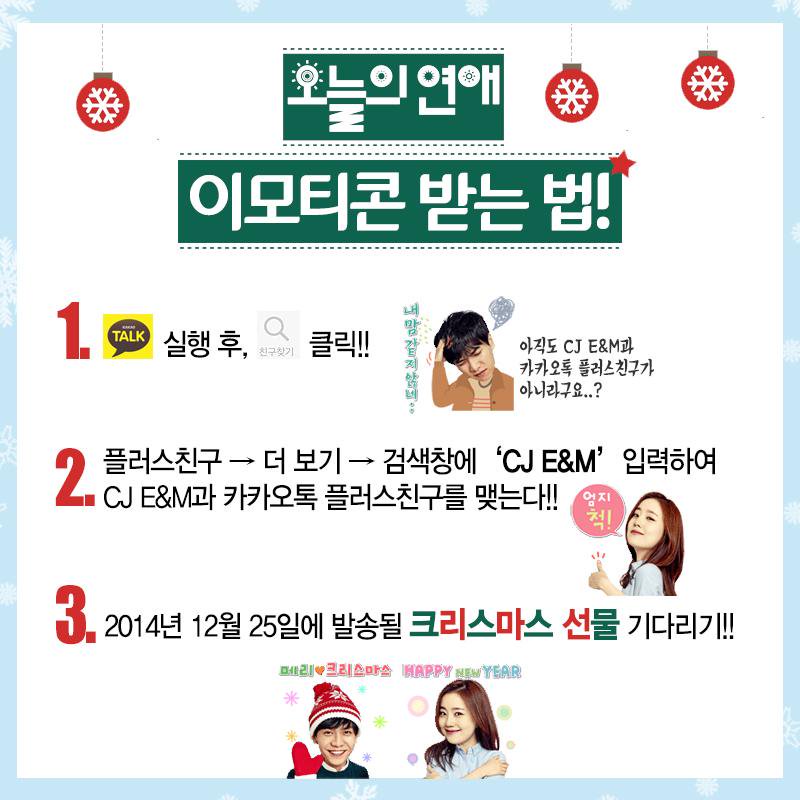 오늘의 연애
이모티콘 받는 법!
1. KAKAO TALK 실행 후, 친구찾기 클릭!!
내 맘 같지 않네..
아직도 CJ E&M과
카카오톡 플러스친구가
아니라구요..?
2. 플러스친구 → 더 보기 → 검색창에 ‘CJ E&M’ 입력하여
CJ E&M과 카카오톡 플러스친구를 맺는다!!
엄지
척!
3. 2014년 12월 25일에 발송될 크리스마스 선물 기다리기!!
메리♥크리스마스 HAPPY NEW YEAR